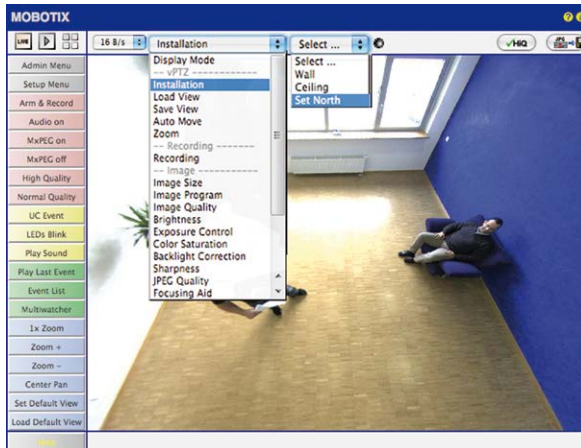 MOBOTIX
LIVE
16 B/s
Installation
Select ...
HiQ
Display Mode
-- vPTZ ------------
Installation
Load View
Save View
Auto Move
Zoom
-- Recording -------
Recording
-- Image -----------
Image Size
Image Program
Image Quality
Brightness
Exposure Control
Color Saturation
Backlight Correction
Sharpness
JPEG Quality
Focusing Aid
Select ...
Wall
Ceiling
Set North
Admin Menu
Setup Menu
Arm & Record
Audio on
MxPEG on
MxPEG off
High Quality
Normal Quality
UC Event
LEDs Blink
Play Sound
Play Last Event
Event List
Multiwatcher
1x Zoom
Zoom +
Zoom -
Center Pan
Set Default View
Load Default View